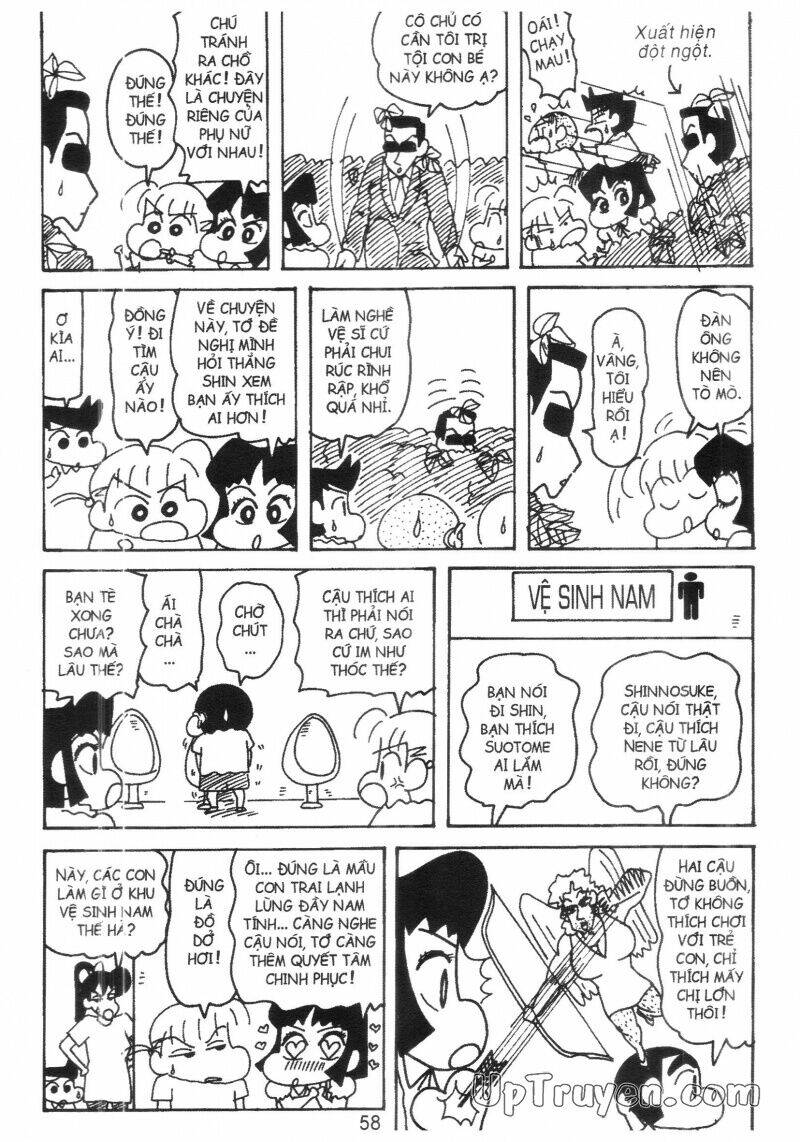 Xuất hiện
đột ngột.
OÁI!
CHẠY
MAU!
CÔ CHỦ CÓ
CẦN TÔI TRỊ
TỘI CON BÉ
NÀY KHÔNG Ạ?
CHÚ
TRÁNH
RA CHỖ
KHÁC! ĐÂY
LÀ CHUYỆN
RIÊNG CỦA
PHỤ NỮ
VỚI NHAU!
ĐÚNG
THẾ!
ĐÚNG
THẾ!
ĐÀN
ÔNG
KHÔNG
NÊN
TÒ MÒ.
À,
VÂNG,
TÔI
HIỂU
RỒI
Ạ!
LÀM NGHỀ
VỆ SĨ CỨ
PHẢI CHUI
RÚC RÌNH
RẬP, KHỔ
QUÁ NHỈ.
VỀ CHUYỆN
NÀY, TỚ ĐỀ
NGHỊ MÌNH
HỎI THẲNG
SHIN XEM
BẠN ẤY THÍCH
AI HƠN!
ĐỒNG
Ý! ĐI
TÌM
CẬU
ẤY
NÀO!
Ơ
KÌA
AI...
VỆ SINH NAM
SHINNOSUKE,
CẬU NÓI THẬT
ĐI, CẬU THÍCH
NENE TỪ LÂU
RỒI, ĐÚNG
KHÔNG?
BẠN NÓI
ĐI SHIN,
BẠN THÍCH
SUOTOME
AI LẮM
MÀ!
CẬU THÍCH AI
THÌ PHẢI NÓI
RA CHỨ, SAO
CỨ IM NHƯ
THÓC THẾ?
CHỜ
CHÚT
...
ÁI
CHÀ
CHÀ
...
BẠN TÈ
XONG
CHƯA?
SAO MÀ
LÂU THẾ?
HAI CẬU
ĐỪNG BUỒN,
TƠ KHÔNG
THÍCH CHƠI
VỚI TRẺ
CON, CHỈ
THÍCH MẤY
CHỊ LỚN
THÔI!
ÔI... ĐÚNG LÀ MẪU
CON TRAI LẠNH
LÙNG ĐẦY NAM
TÍNH... CÀNG NGHE
CẬU NÓI, TỚ CÀNG
THÊM QUYẾT TÂM
CHINH PHỤC!
ĐÚNG
LÀ
ĐỒ
DỞ
HƠI!
NÀY, CÁC CON
LÀM GÌ Ở KHU
VỆ SINH NAM
THẾ HẢ?
58
UpTruyen.com